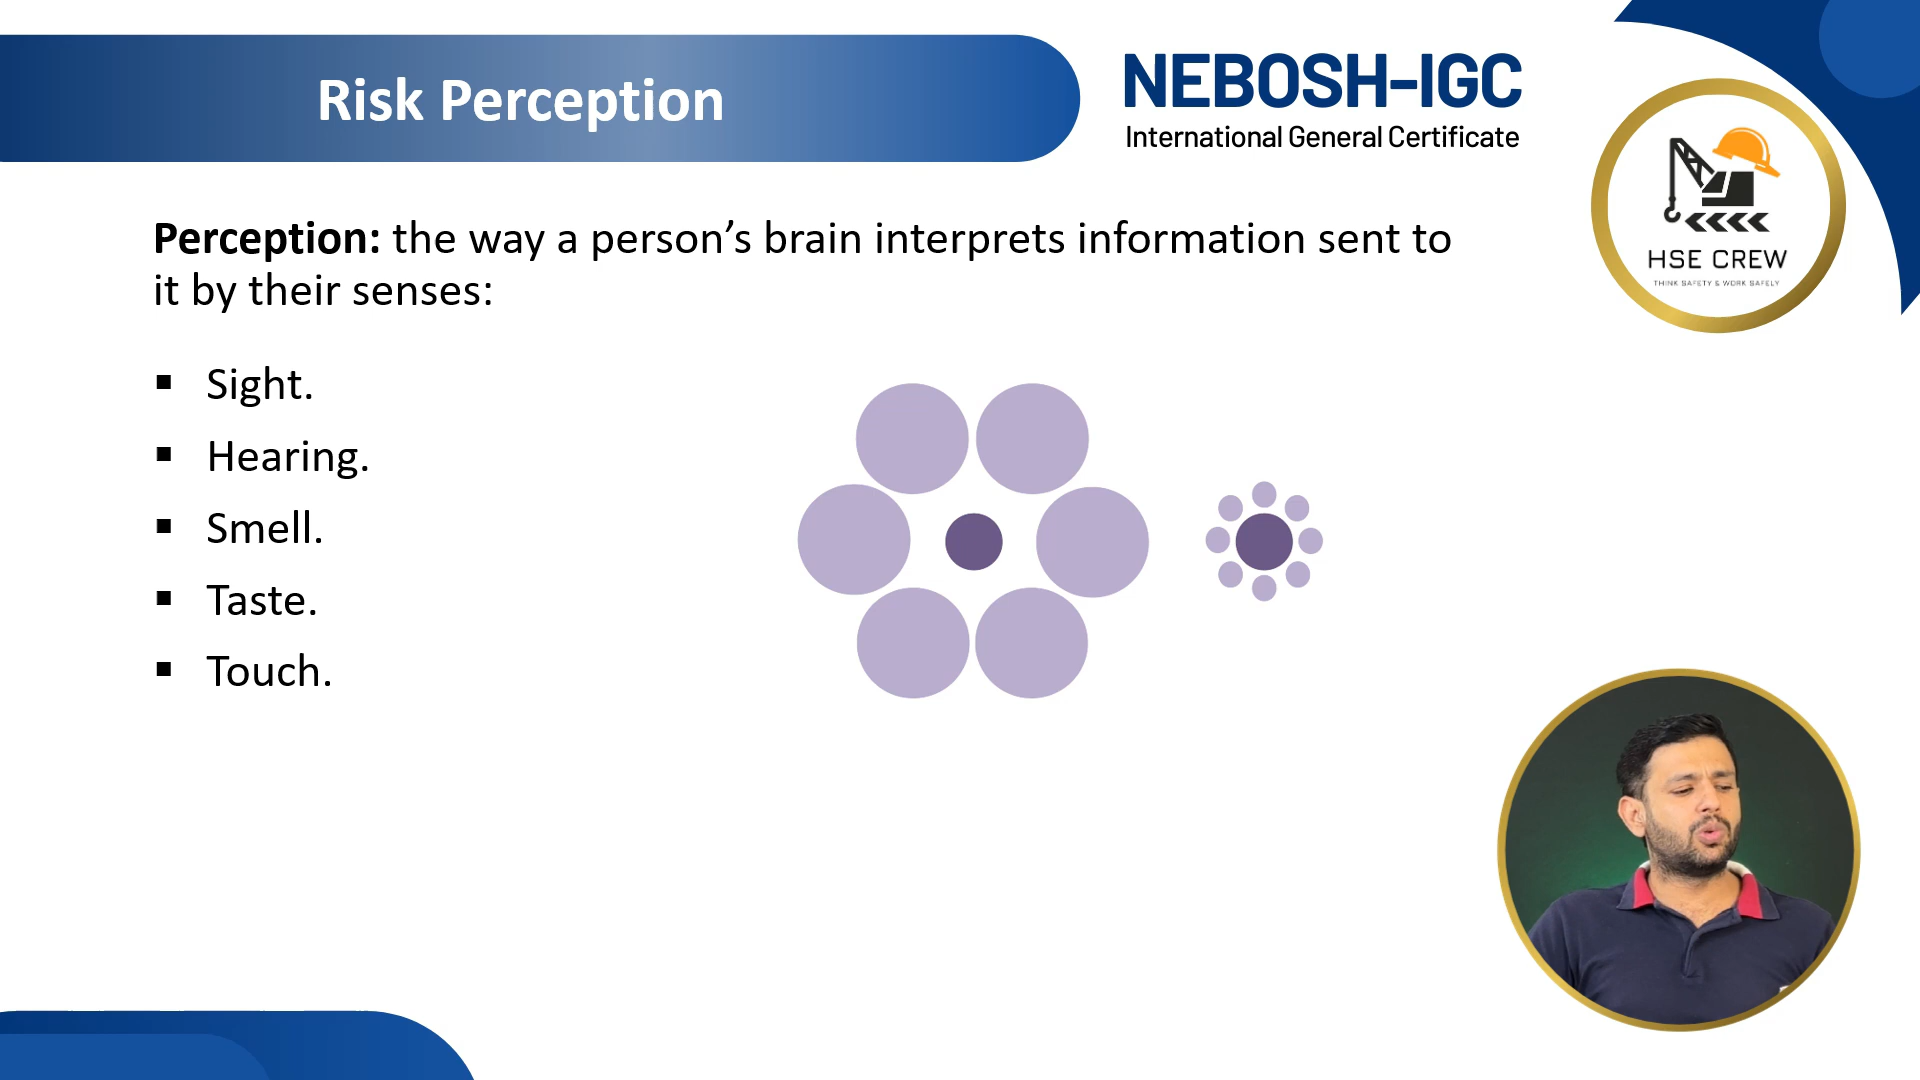 Risk Perception
NEBOSH-IGC
International General Certificate
HSE CREW
THINK SAFETY & WORK SAFELY
Perception: the way a person’s brain interprets information sent to
it by their senses:
▪ Sight.
▪ Hearing.
▪ Smell.
▪ Taste.
▪ Touch.